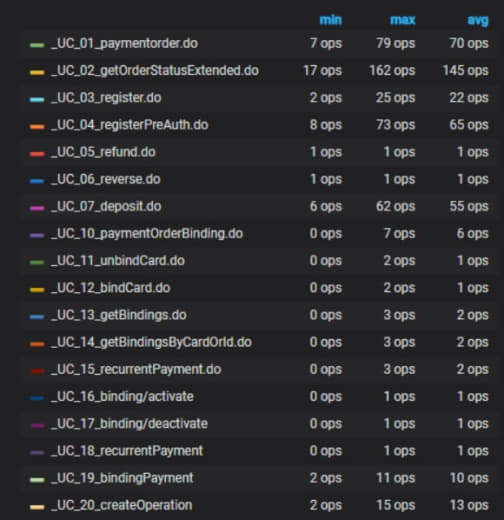 min max avg
_UC_01_paymentorder.do 7 ops 79 ops 70 ops
_UC_02_getOrderStatusExtended.do 17 ops 162 ops 145 ops
_UC_03_register.do 2 ops 25 ops 22 ops
_UC_04_registerPreAuth.do 8 ops 73 ops 65 ops
_UC_05_refund.do 1 ops 1 ops 1 ops
_UC_06_reverse.do 1 ops 1 ops 1 ops
_UC_07_deposit.do 6 ops 62 ops 55 ops
_UC_10_paymentOrderBinding.do 0 ops 7 ops 6 ops
_UC_11_unbindCard.do 0 ops 2 ops 1 ops
_UC_12_bindCard.do 0 ops 2 ops 1 ops
_UC_13_getBindings.do 0 ops 3 ops 2 ops
_UC_14_getBindingsByCardOrId.do 0 ops 3 ops 2 ops
_UC_15_recurrentPayment.do 0 ops 3 ops 2 ops
_UC_16_binding/activate 0 ops 1 ops 1 ops
_UC_17_binding/deactivate 0 ops 1 ops 1 ops
_UC_18_recurrentPayment 0 ops 1 ops 1 ops
_UC_19_bindingPayment 2 ops 11 ops 10 ops
_UC_20_createOperation 2 ops 15 ops 13 ops